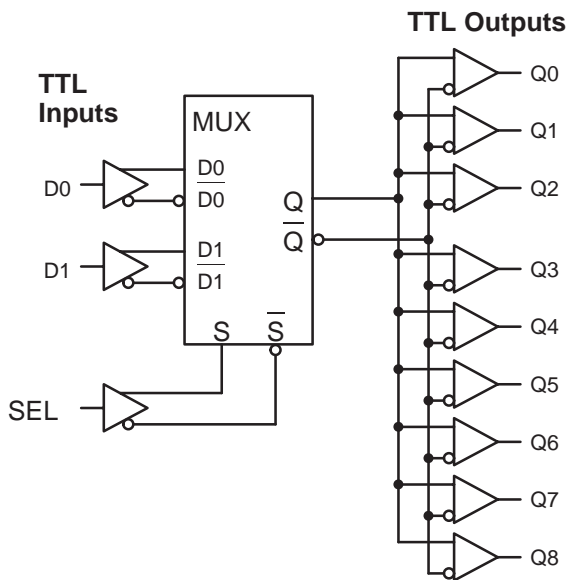 TTL Outputs
TTL
Inputs
MUX
D0
D0
D0
D1
D1
D1
Q
Q
S
S
SEL
Q0
Q1
Q2
Q3
Q4
Q5
Q6
Q7
Q8